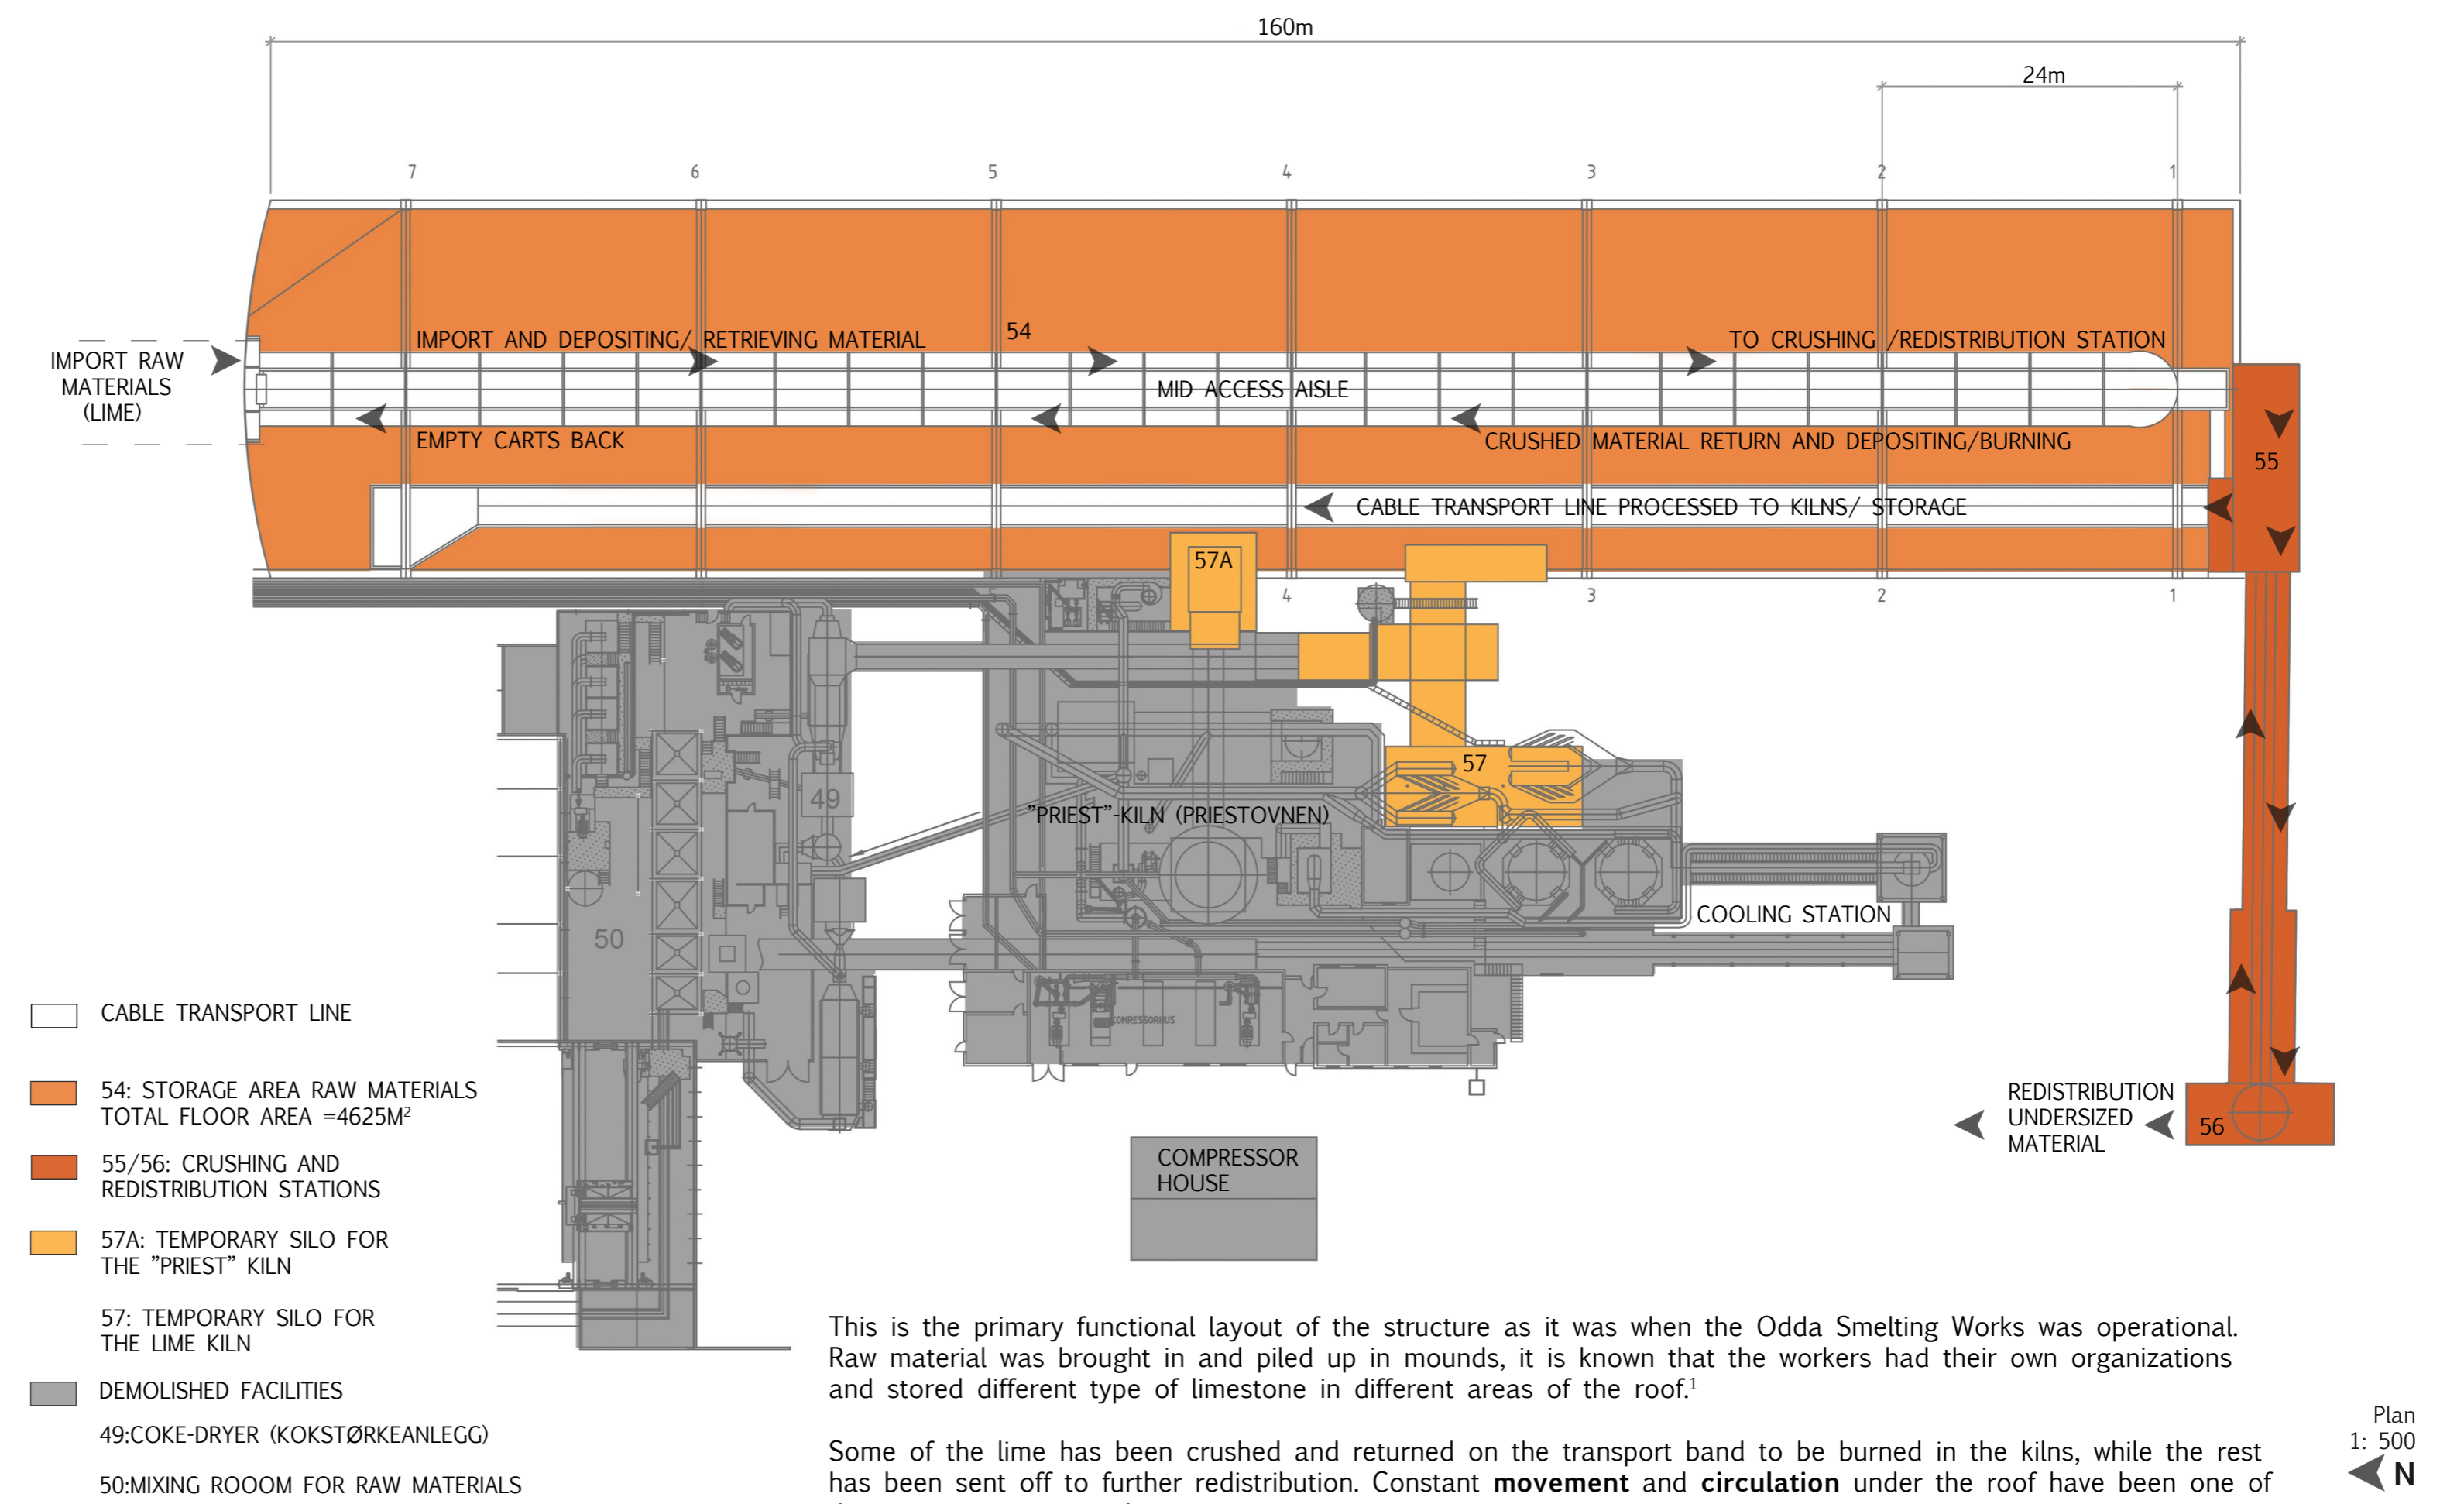 160m
24m
7
6
5
4
3
2
1
IMPORT AND DEPOSITING/ RETRIEVING MATERIAL
54
TO CRUSHING /REDISTRIBUTION STATION
IMPORT RAW
MATERIALS
(LIME)
MID ACCESS AISLE
EMPTY CARTS BACK
CRUSHED MATERIAL RETURN AND DEPOSITING/BURNING
55
CABLE TRANSPORT LINE PROCESSED TO KILNS/ STORAGE
57A
5
4
3
2
1
57
49
"PRIEST"-KILN (PRIESTOVNEN)
COOLING STATION
50
COMRESSORHUS
REDISTRIBUTION
UNDERSIZED
MATERIAL
56
COMPRESSOR
HOUSE
CABLE TRANSPORT LINE
54: STORAGE AREA RAW MATERIALS
TOTAL FLOOR AREA =4625M²
55/56: CRUSHING AND
REDISTRIBUTION STATIONS
57A: TEMPORARY SILO FOR
THE ”PRIEST” KILN
57: TEMPORARY SILO FOR
THE LIME KILN
DEMOLISHED FACILITIES
49:COKE-DRYER (KOKSTØRKEANLEGG)
50:MIXING ROOOM FOR RAW MATERIALS
This is the primary functional layout of the structure as it was when the Odda Smelting Works was operational.
Raw material was brought in and piled up in mounds, it is known that the workers had their own organizations
and stored different type of limestone in different areas of the roof.¹
Some of the lime has been crushed and returned on the transport band to be burned in the kilns, while the rest
has been sent off to further redistribution. Constant movement and circulation under the roof have been one of
Plan
1: 500
N